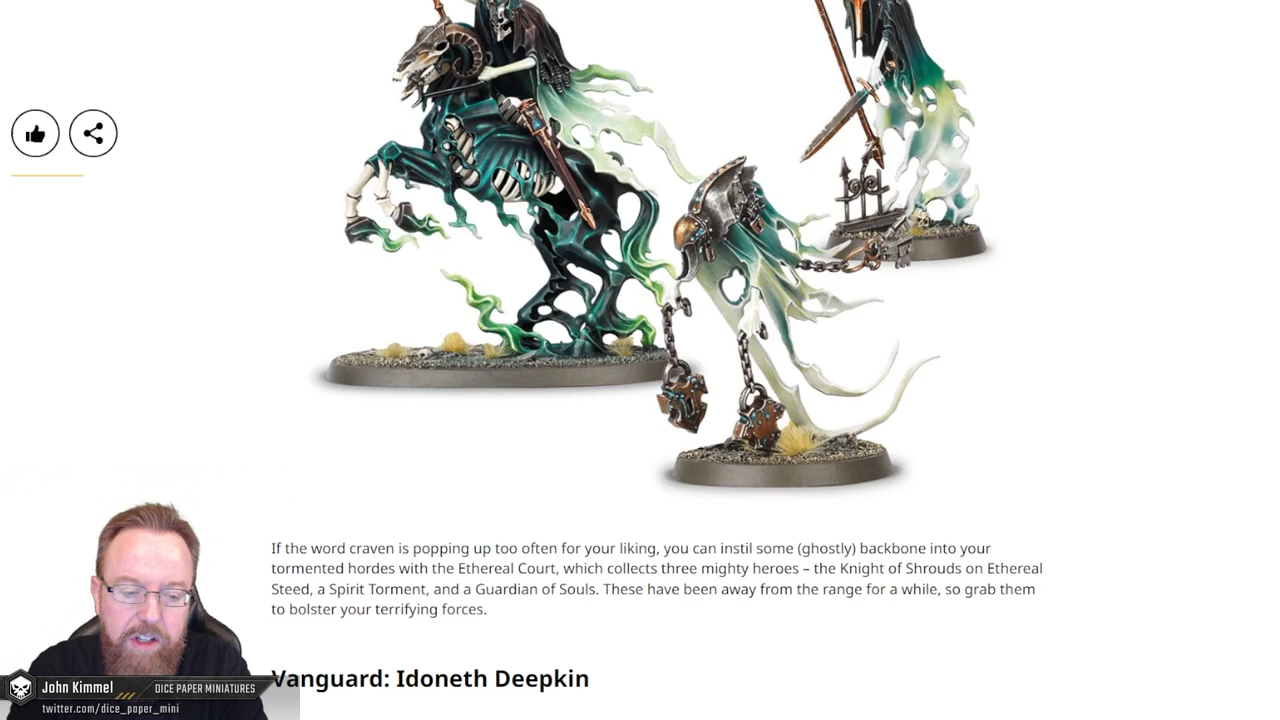 If the word craven is popping up too often for your liking, you can instil some (ghostly) backbone into your
tormented hordes with the Ethereal Court, which collects three mighty heroes – the Knight of Shrouds on Ethereal
Steed, a Spirit Torment, and a Guardian of Souls. These have been away from the range for a while, so grab them
to bolster your terrifying forces.
Vanguard: Idoneth Deepkin
John Kimmel /// DICE PAPER MINIATURES
twitter.com/dice_paper_mini